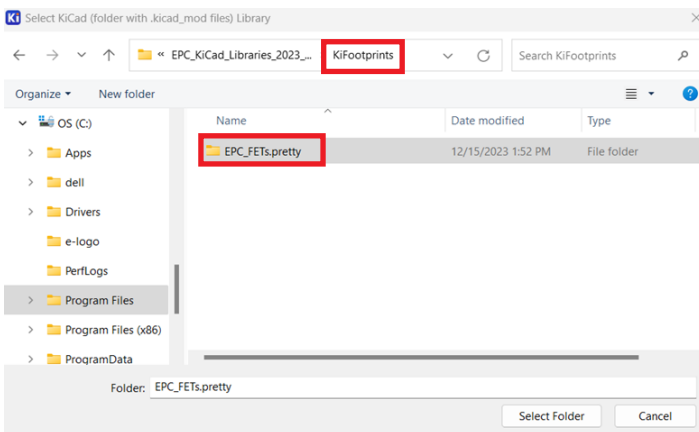 Ki Select KiCad (folder with .kicad_mod files) Library
« EPC_KiCad_Libraries_2023_... KiFootprints Search KiFootprints
Organize New folder ?
Name Date modified Type
OS (C:)
EPC_FETs.pretty 12/15/2023 1:52 PM File folder
Apps
dell
Drivers
e-logo
PerfLogs
Program Files
Program Files (x86)
ProgramData
Folder: EPC_FETs.pretty
Select Folder Cancel